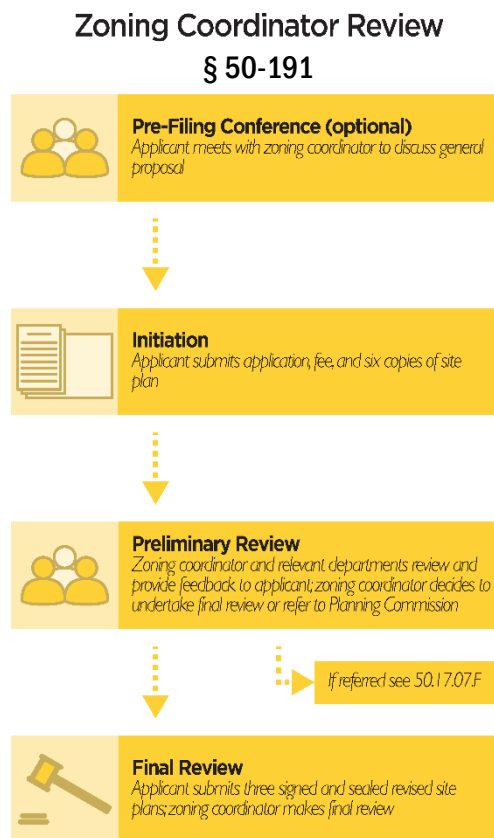 Zoning Coordinator Review
§ 50-191
Pre-Filing Conference (optional)
Applicant meets with zoning coordinator to discuss general
proposal
Initiation
Applicant submits application, fee, and six copies of site
plan
Preliminary Review
Zoning coordinator and relevant departments review and
provide feedback to applicant; zoning coordinator decides to
undertake final review or refer to Planning Commission
If referred see 50.17.07.F
Final Review
Applicant submits three signed and sealed revised site
plans; zoning coordinator makes final review